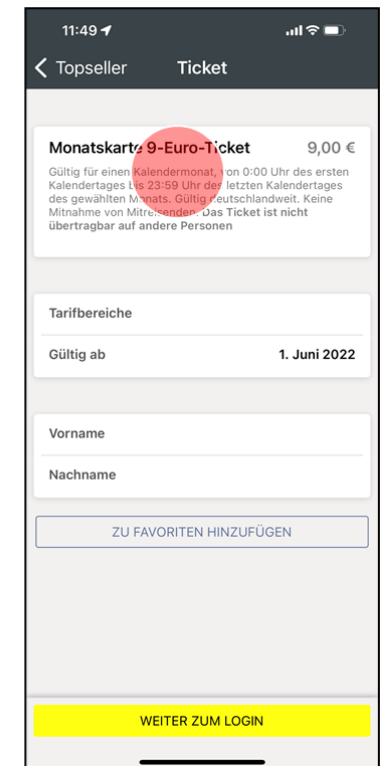 11:49
Topseller Ticket
Monatskarte 9-Euro-Ticket 9,00 €
Gültig für einen Kalendermonat, von 0:00 Uhr des ersten
Kalendertages bis 23:59 Uhr des letzten Kalendertages
des gewählten Monats. Gültig deutschlandweit. Keine
Mitnahme von Mitreisenden. Das Ticket ist nicht
übertragbar auf andere Personen
Tarifbereiche
Gültig ab 1. Juni 2022
Vorname
Nachname
ZU FAVORITEN HINZUFÜGEN
WEITER ZUM LOGIN